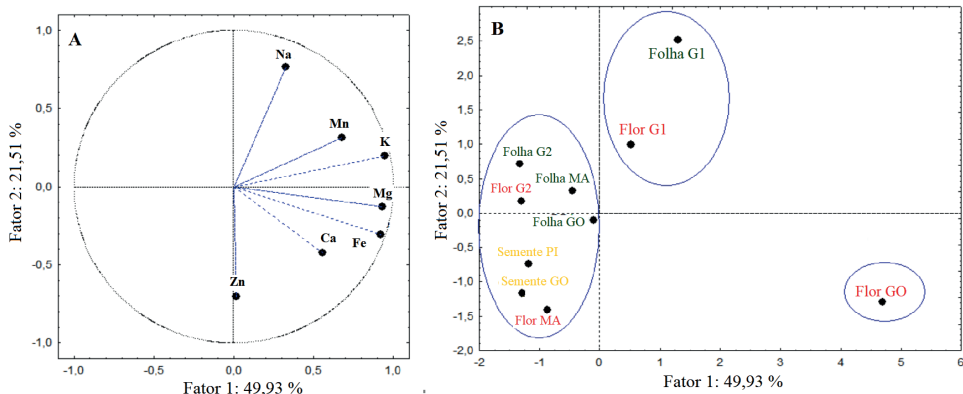 A
1,0
0,5
0,0
-0,5
-1,0
Fator 2: 21,51 %
Na
Mn
K
Mg
Ca
Fe
Zn
-1,0
-0,5
0,0
0,5
1,0
Fator 1: 49,93 %
B
2,5
2,0
1,5
1,0
0,5
0,0
-0,5
-1,0
-1,5
-2,0
Fator 2: 21,51 %
Folha G1
Flor G1
Folha G2
Folha MA
Flor G2
Folha GO
Semente PI
Semente GO
Flor MA
Flor GO
-2
-1
0
1
2
3
4
5
6
Fator 1: 49,93 %